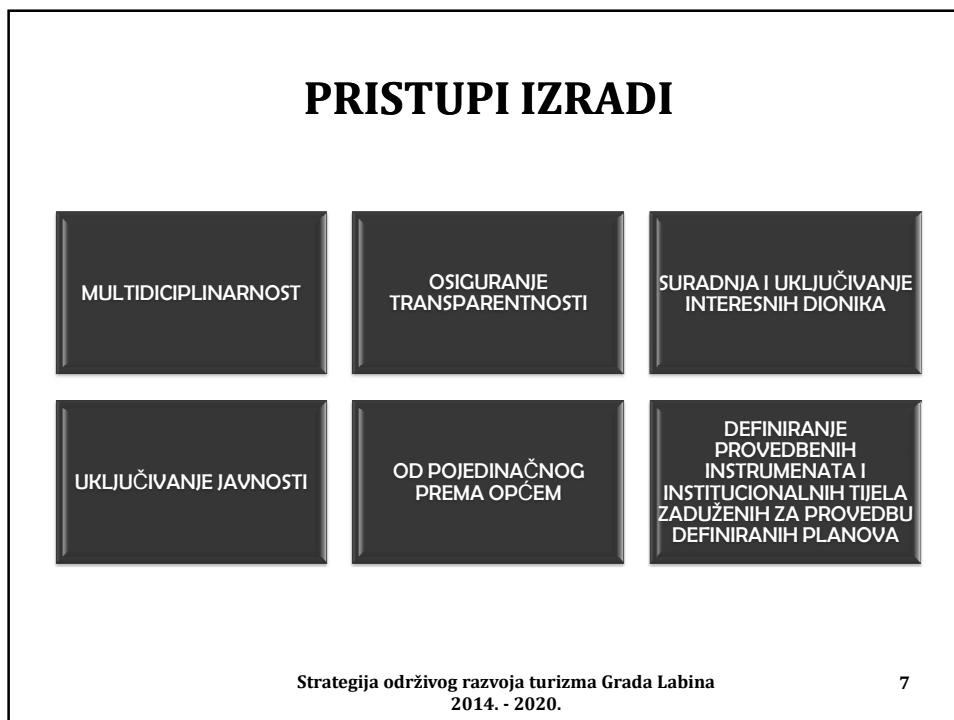 PRISTUPI IZRADI
MULTIDICIPLINARNOST
OSIGURANJE
TRANSPARENTNOSTI
SURADNJA I UKLJUČIVANJE
INTERESNIH DIONIKA
UKLJUČIVANJE JAVNOSTI
OD POJEDINAČNOG
PREMA OPĆEM
DEFINIRANJE
PROVEDBENIH
INSTRUMENATA I
INSTITUCIONALNIH TIJELA
ZADUŽENIH ZA PROVEDBU
DEFINIRANIH PLANOVA
Strategija održivog razvoja turizma Grada Labina
2014. - 2020.
7